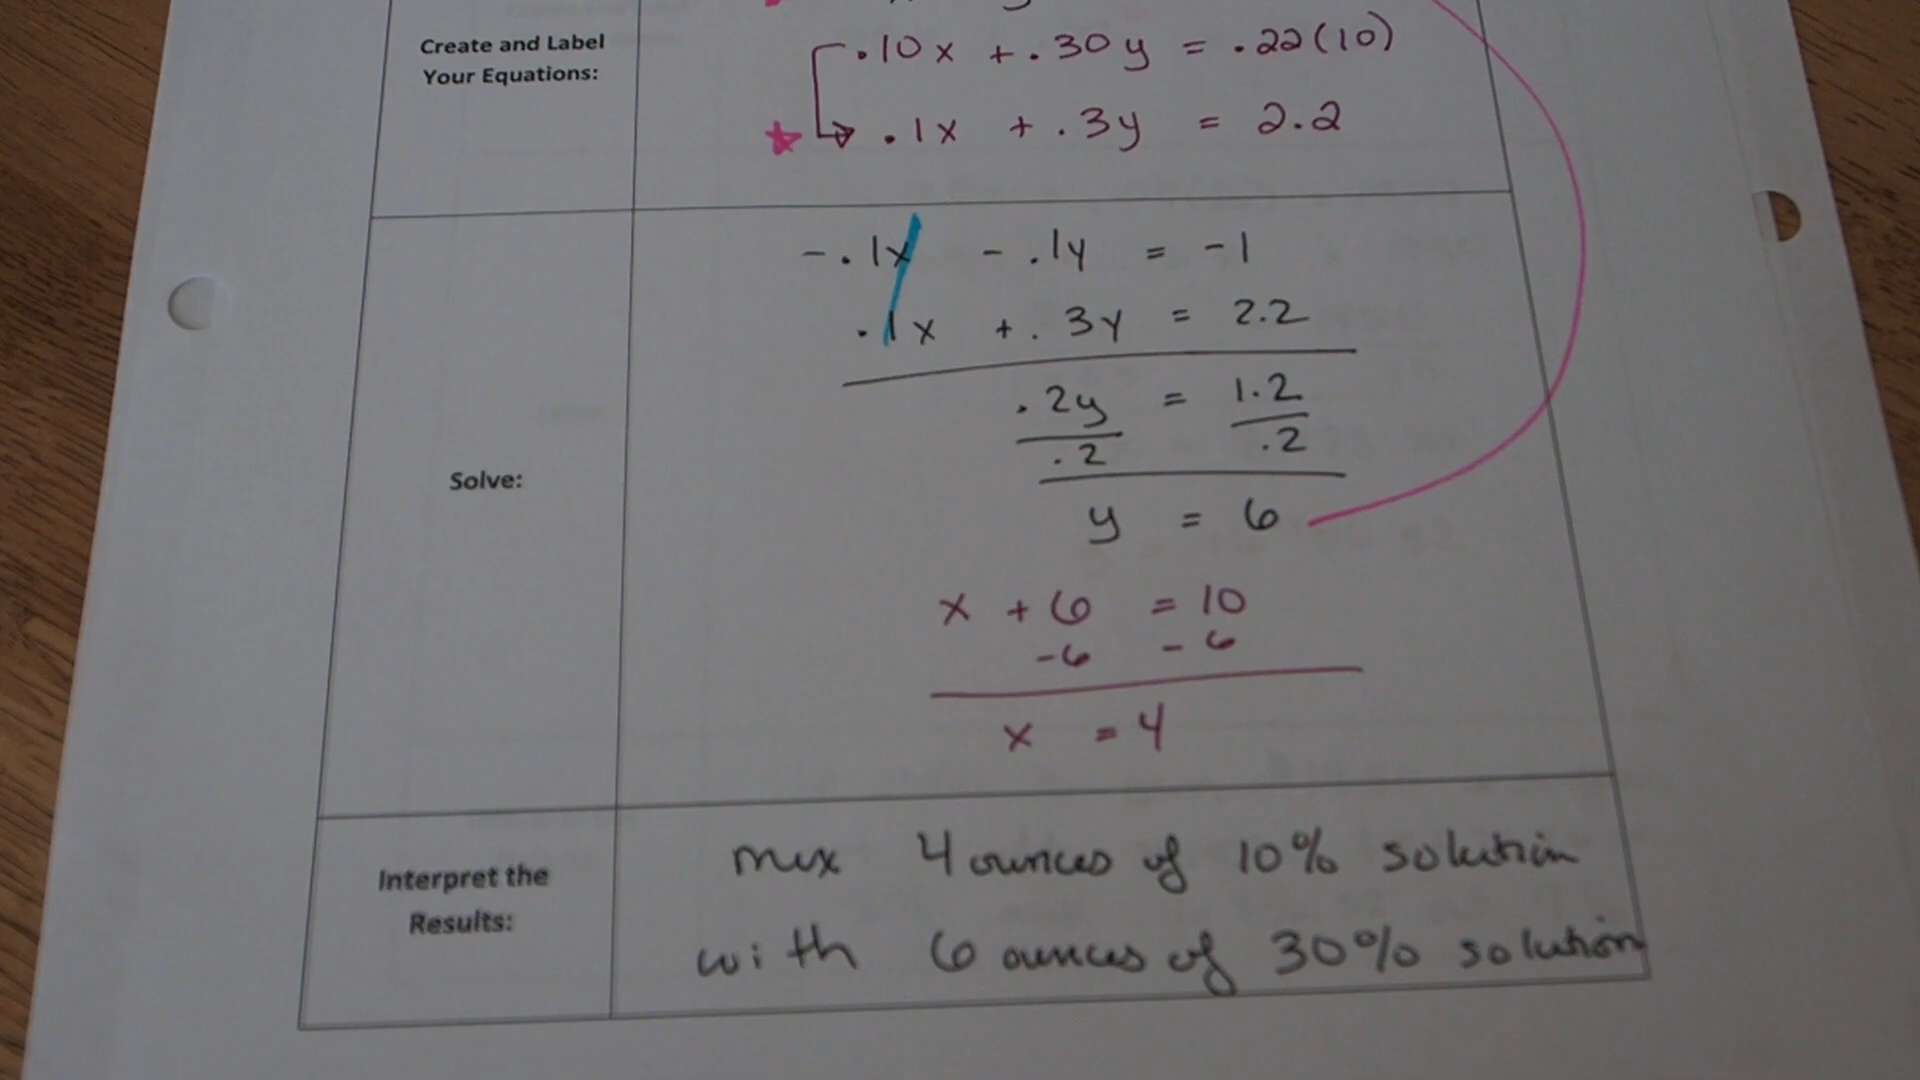 Create and Label
Your Equations:
.10x + .30y = .22(10)
.1x + .3y = 2.2
Solve:
-.1x - .1y = -1
.1x + .3y = 2.2
.2y = 1.2
.2 .2
y = 6
x + 6 = 10
-6 - 6
x = 4
Interpret the
Results:
mix 4 ounces of 10% solution
with 6 ounces of 30% solution